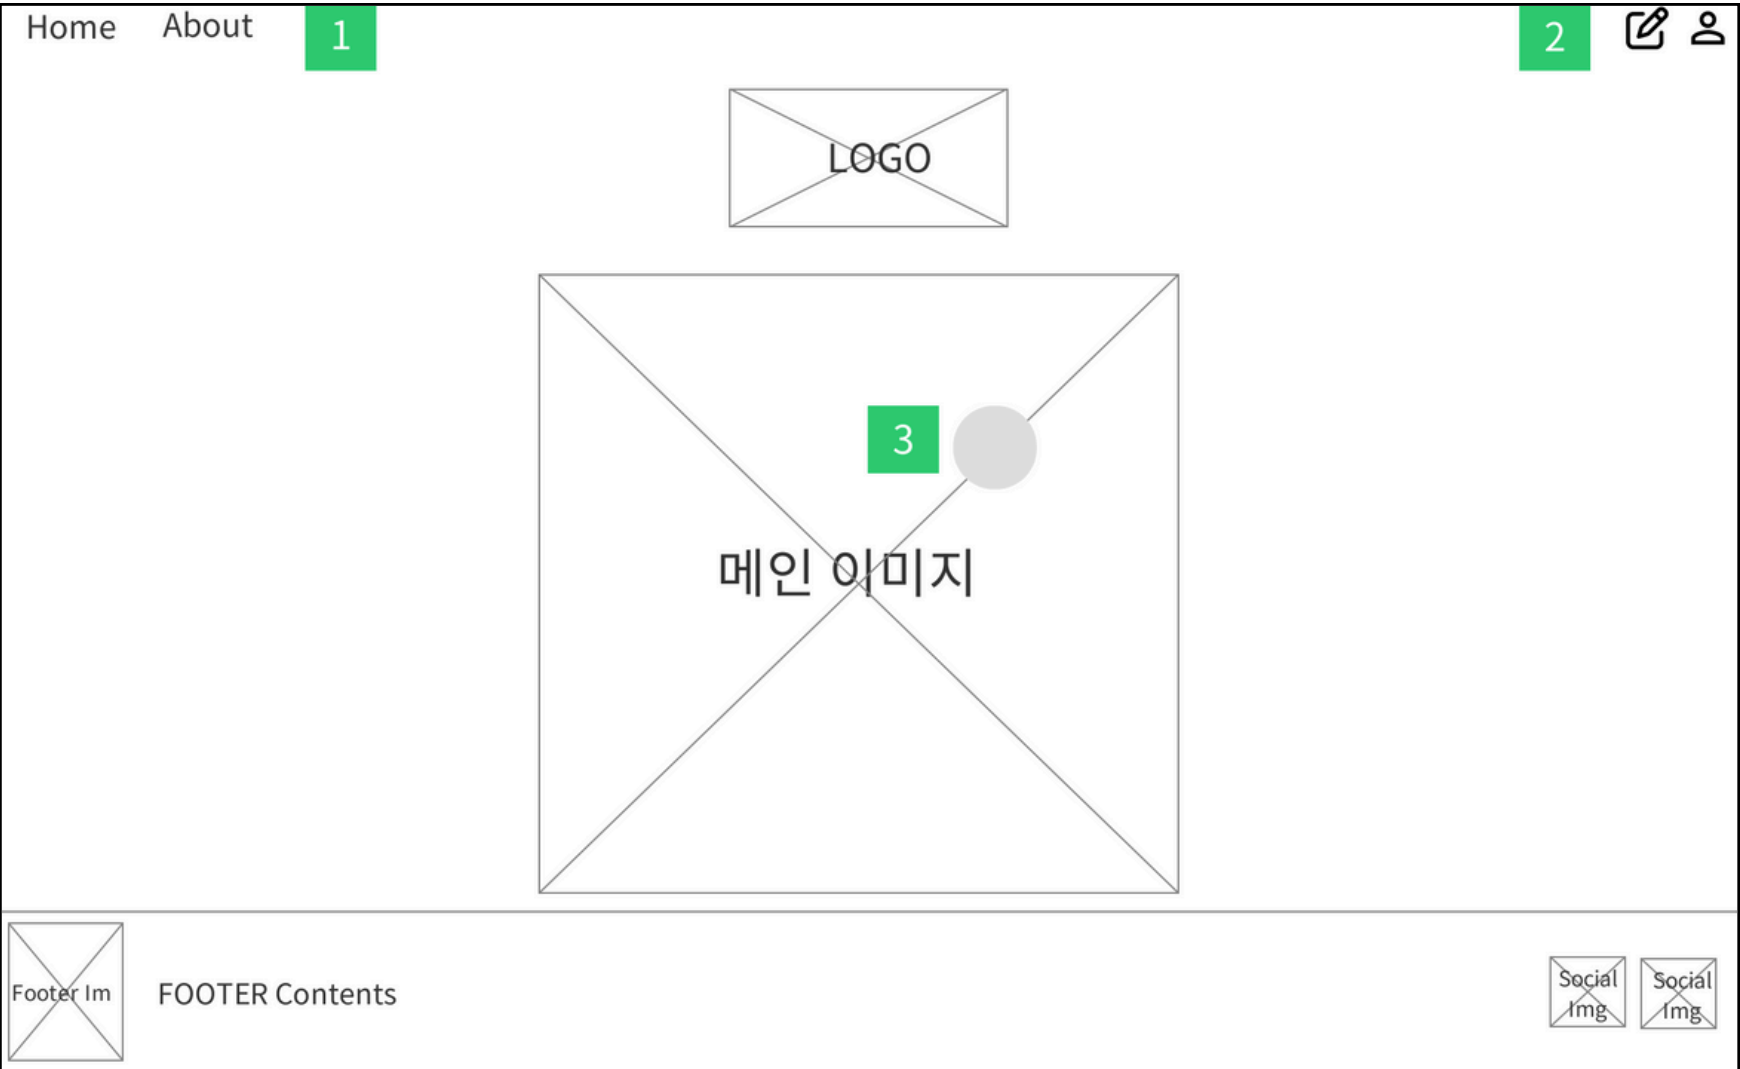 Home About 1 2
LOGO
3
메인 이미지
Footer Im
FOOTER Contents
Social
Img
Social
Img